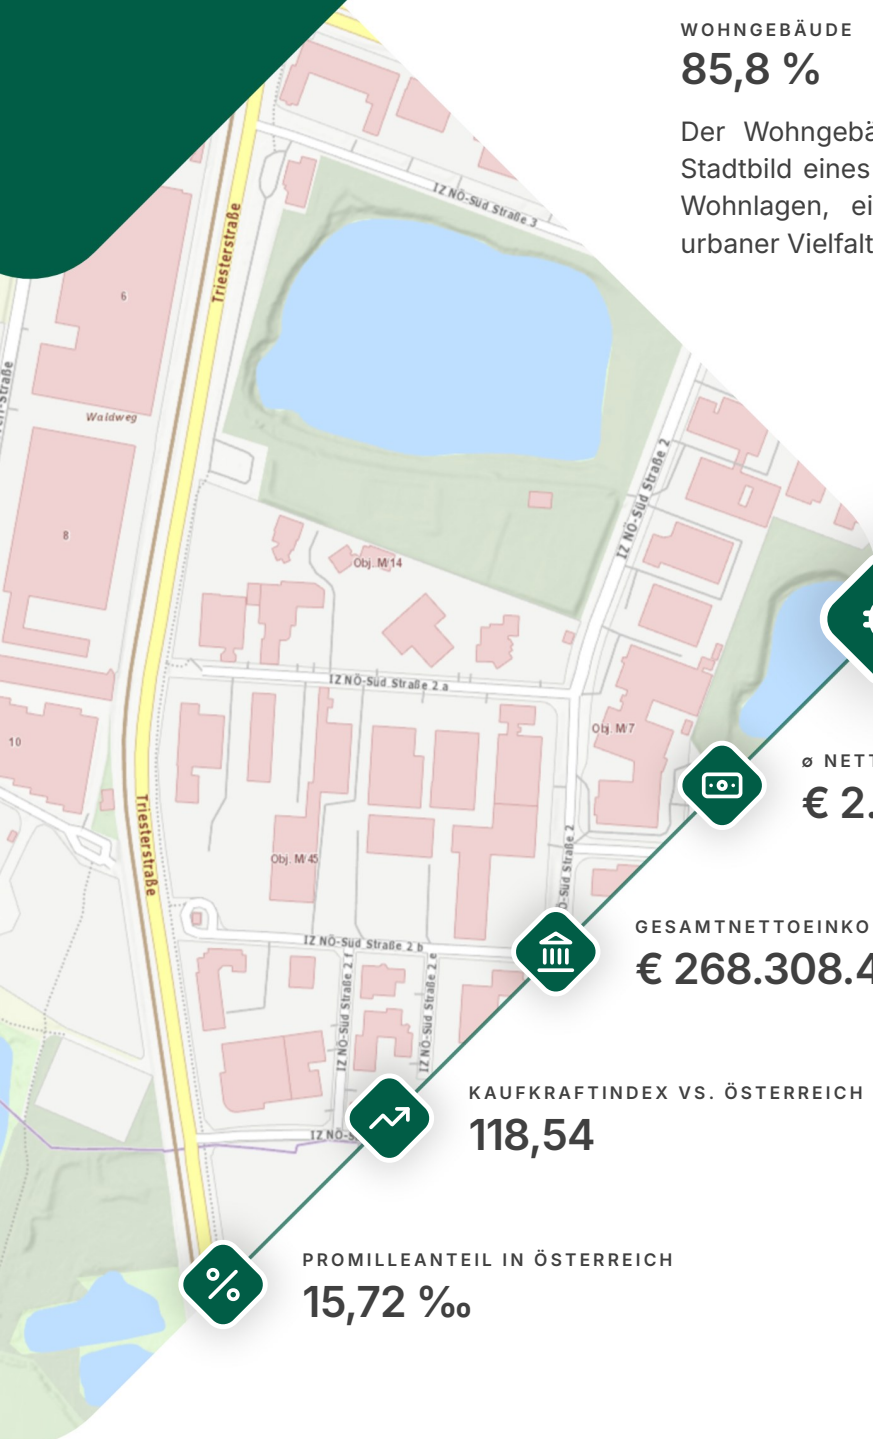 WOHNGEBÄUDE
85,8 %
Der Wohngebä
Stadtbild eines
Wohnlagen, ei
urbaner Vielfalt
IZ NÖ-Süd Straße 3
Triesterstraße
6
Waldweg
IZ NÖ-Süd Straße 2
8
Obj. M/14
IZ NÖ-Süd Straße 2 a
Obj. M/7
10
ø NETT
€ 2.
Triesterstraße
Obj. M/45
GESAMTNETTOEINKO
€ 268.308.4
IZ NÖ-Süd Straße 2 b
IZ NÖ-Süd Straße 2 f
IZ NÖ-Süd Straße 2 e
KAUFKRAFTINDEX VS. ÖSTERREICH
118,54
IZ NÖ-S
PROMILLEANTEIL IN ÖSTERREICH
15,72 ‰